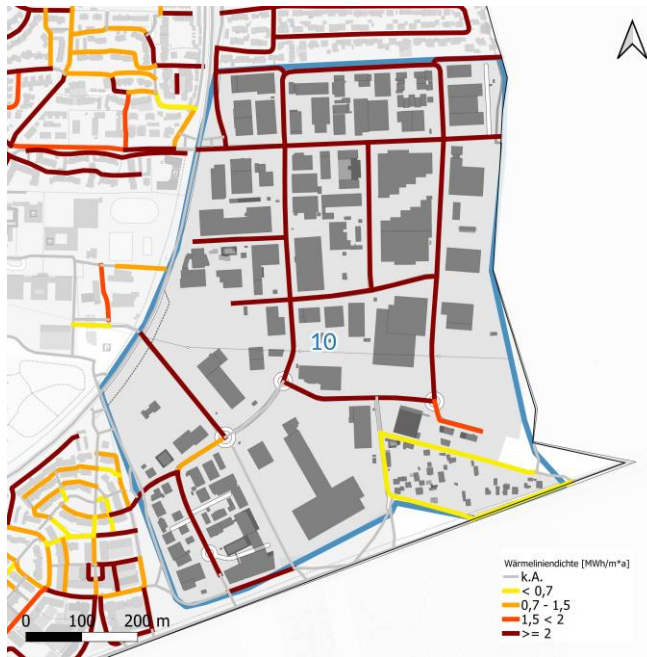 10
Wärmeliniendichte [MWh/m*a]
k.A.
< 0,7
0,7 - 1,5
1,5 < 2
>= 2
0 100 200 m